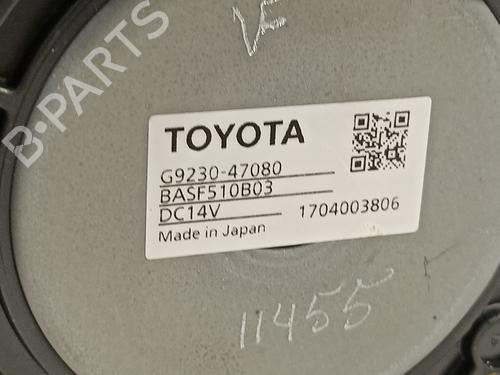 B-PARTS
TOYOTA
G9230-47080
BASF510B03
DC14V 1704003806
Made in Japan
11455